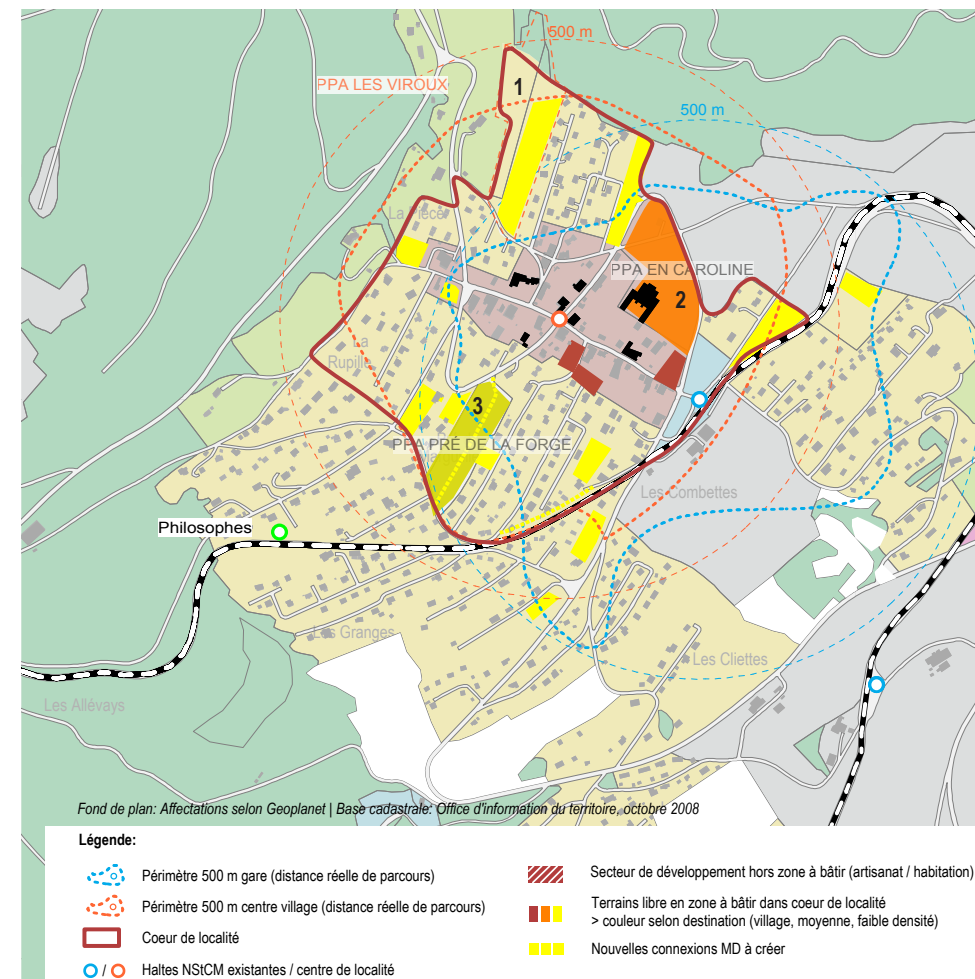 500 m
PPA LES VIROUX
1
500 m
La Pièce
PPA EN CAROLINE
2
La
Rupille
3
PPA PRÉ DE LA FORGE
Les Combettes
Philosophes
Les Granges
Les Cliettes
Les Allévays
Fond de plan: Affectations selon Geoplanet | Base cadastrale: Office d'information du territoire, octobre 2008
Légende:
Périmètre 500 m gare (distance réelle de parcours)
Périmètre 500 m centre village (distance réelle de parcours)
Coeur de localité
/ Haltes NStCM existantes / centre de localité
Secteur de développement hors zone à bâtir (artisanat / habitation)
Terrains libre en zone à bâtir dans coeur de localité
> couleur selon destination (village, moyenne, faible densité)
Nouvelles connexions MD à créer